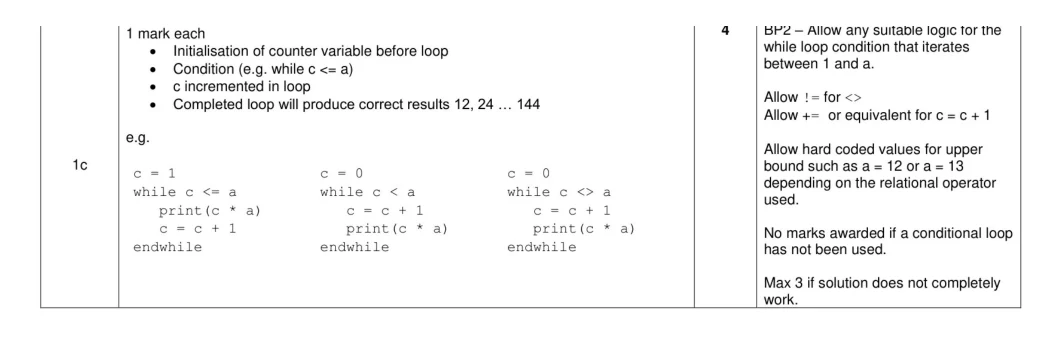 1 mark each
• Initialisation of counter variable before loop
• Condition (e.g. while c <= a)
• c incremented in loop
• Completed loop will produce correct results 12, 24 … 144
e.g.
1c
c = 1
while c <= a
print(c * a)
c = c + 1
endwhile
c = 0
while c < a
c = c + 1
print(c * a)
endwhile
c = 0
while c <> a
c = c + 1
print(c * a)
endwhile
4
BP2 – Allow any suitable logic for the
while loop condition that iterates
between 1 and a.
Allow != for <>
Allow += or equivalent for c = c + 1
Allow hard coded values for upper
bound such as a = 12 or a = 13
depending on the relational operator
used.
No marks awarded if a conditional loop
has not been used.
Max 3 if solution does not completely
work.